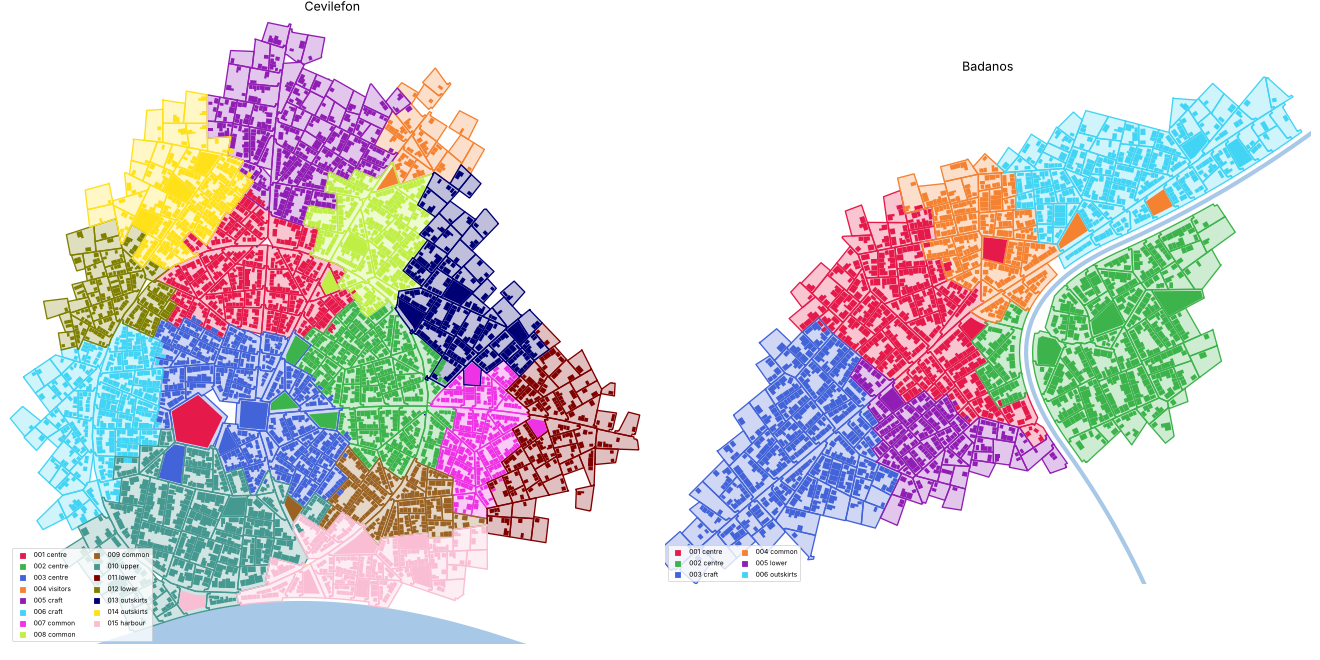 Cevilefon
001 centre
002 centre
003 centre
004 visitors
005 craft
006 craft
007 common
008 common
009 common
010 upper
011 lower
012 lower
013 outskirts
014 outskirts
015 harbour
Badanos
001 centre
002 centre
003 craft
004 common
005 lower
006 outskirts